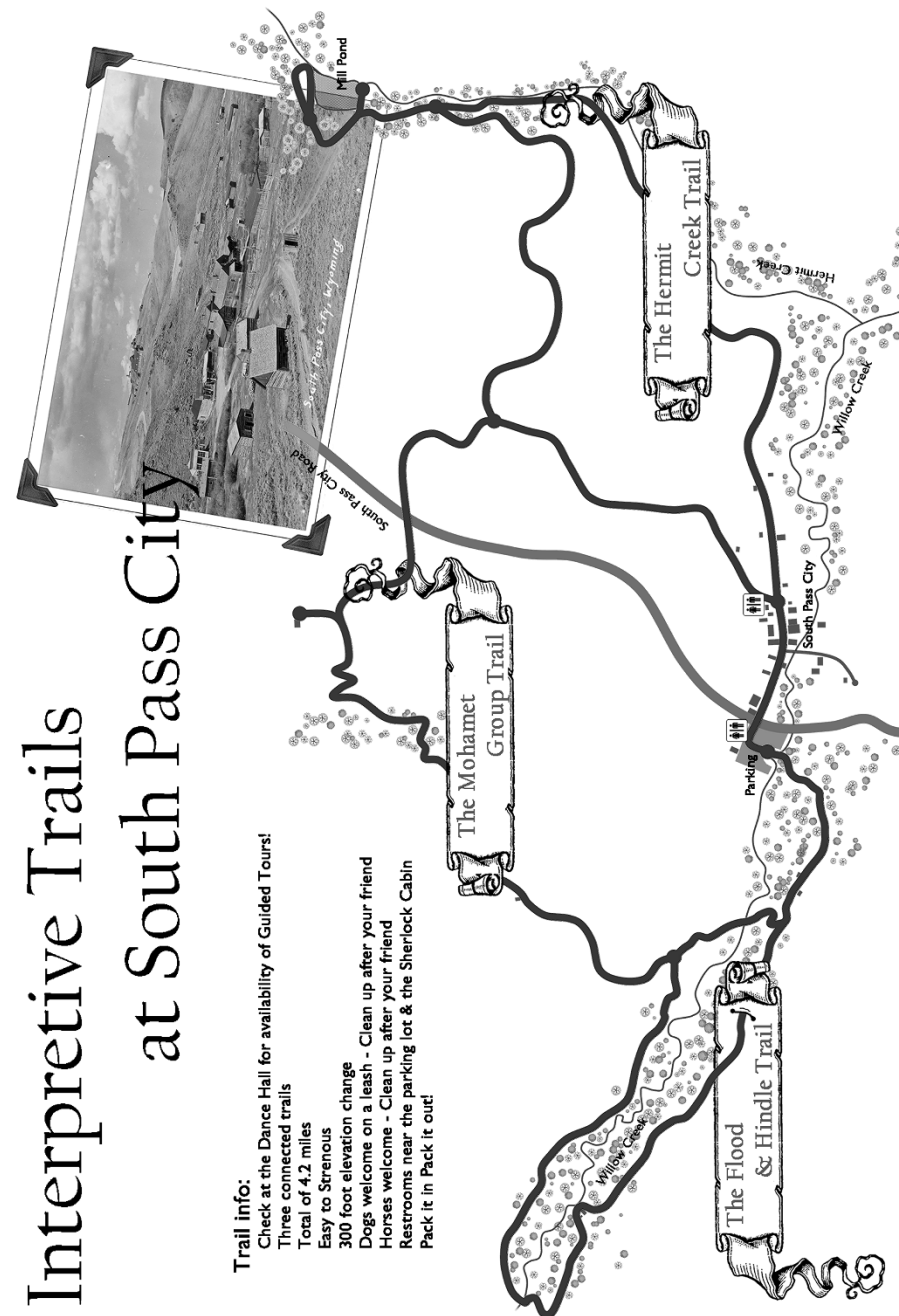 Interpretive Trails
at South Pass City
Trail info:
Check at the Dance Hall for availability of Guided Tours!
Three connected trails
Total of 4.2 miles
Easy to Strenous
300 foot elevation change
Dogs welcome on a leash - Clean up after your friend
Horses welcome - Clean up after your friend
Restrooms near the parking lot & the Sherlock Cabin
Pack it in Pack it out!
South Pass City, Wyoming
South Pass City Road
Mill Pond
The Mohamet
Group Trail
The Hermit
Creek Trail
Hermit Creek
Willow Creek
South Pass City
Parking
Willow Creek
The Flood
& Hindle Trail